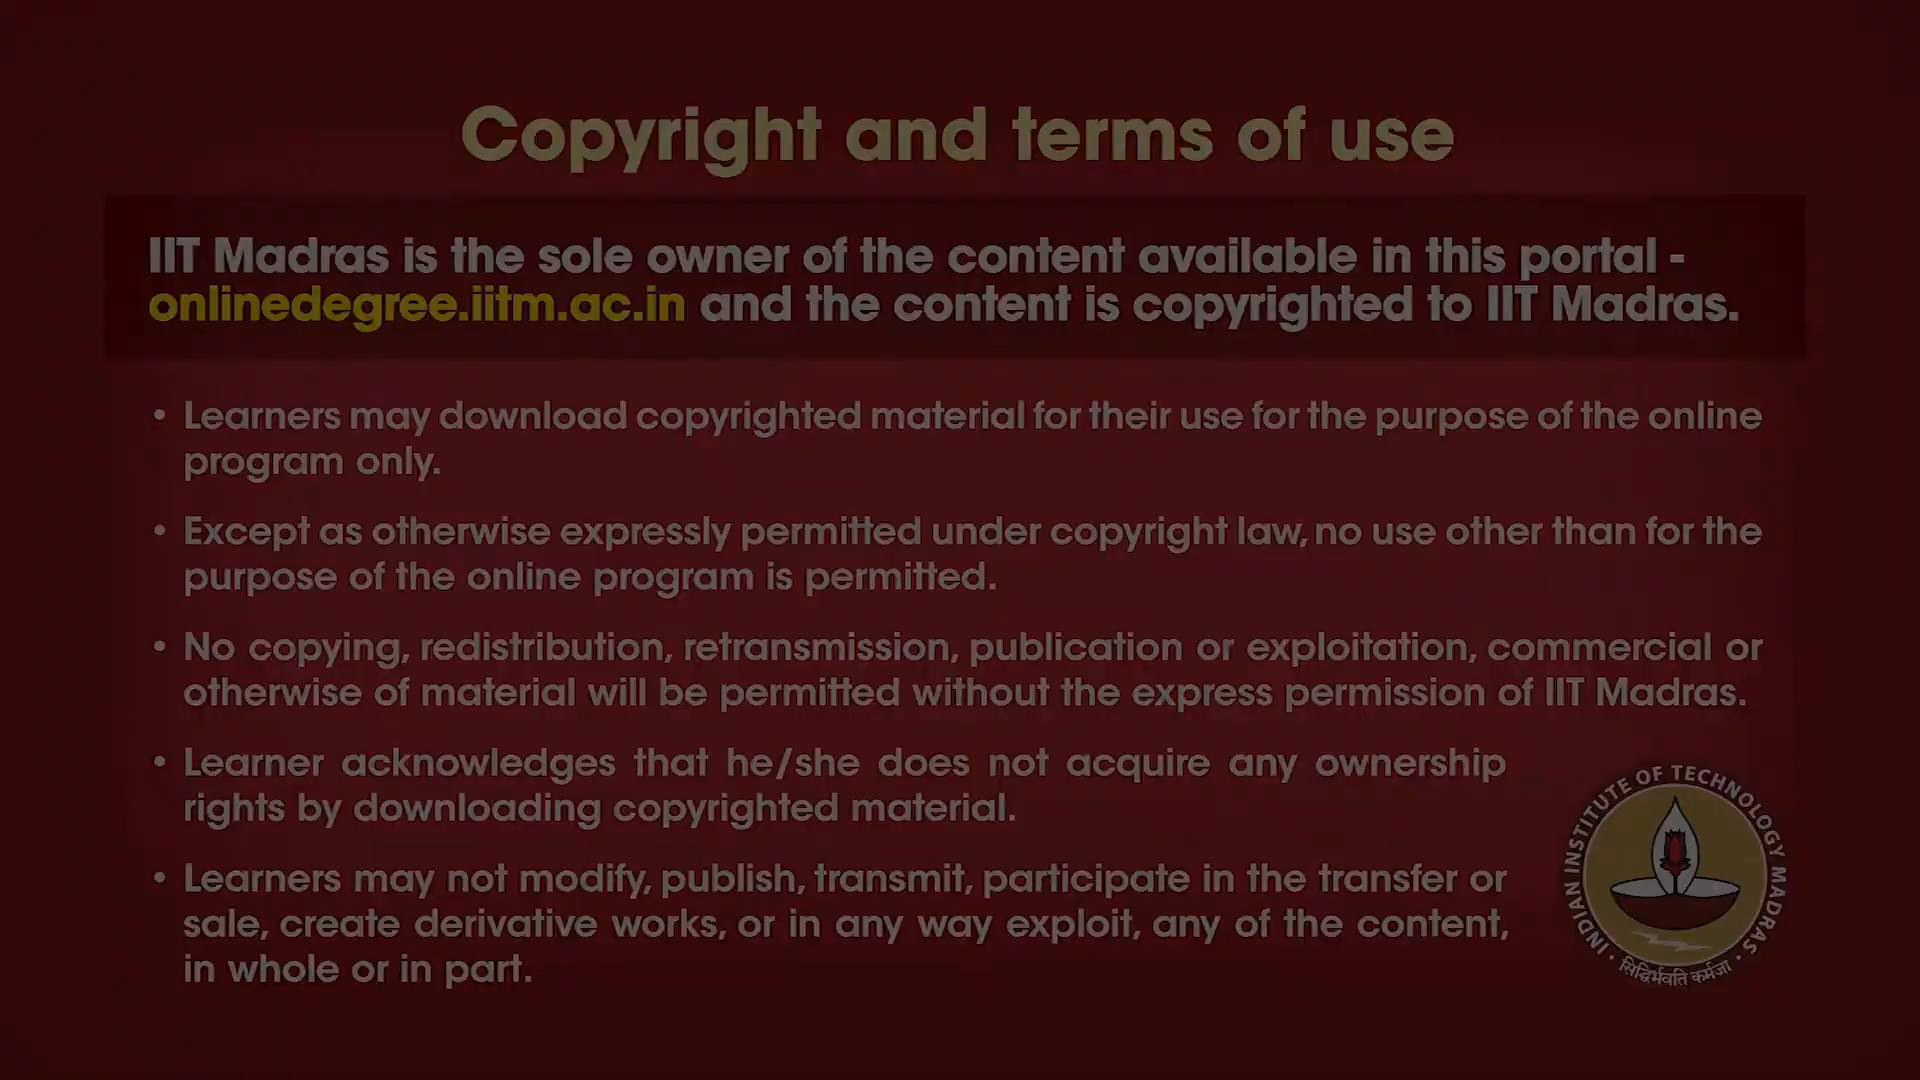 Copyright and terms of use
IIT Madras is the sole owner of the content available in this portal -
onlinedegree.iitm.ac.in and the content is copyrighted to IIT Madras.
• Learners may download copyrighted material for their use for the purpose of the online
program only.
• Except as otherwise expressly permitted under copyright law, no use other than for the
purpose of the online program is permitted.
• No copying, redistribution, retransmission, publication or exploitation, commercial or
otherwise of material will be permitted without the express permission of IIT Madras.
• Learner acknowledges that he/she does not acquire any ownership
rights by downloading copyrighted material.
• Learners may not modify, publish, transmit, participate in the transfer or
sale, create derivative works, or in any way exploit, any of the content,
in whole or in part.
INDIAN INSTITUTE OF TECHNOLOGY MADRAS
सिद्धिर्भवति कर्मजा